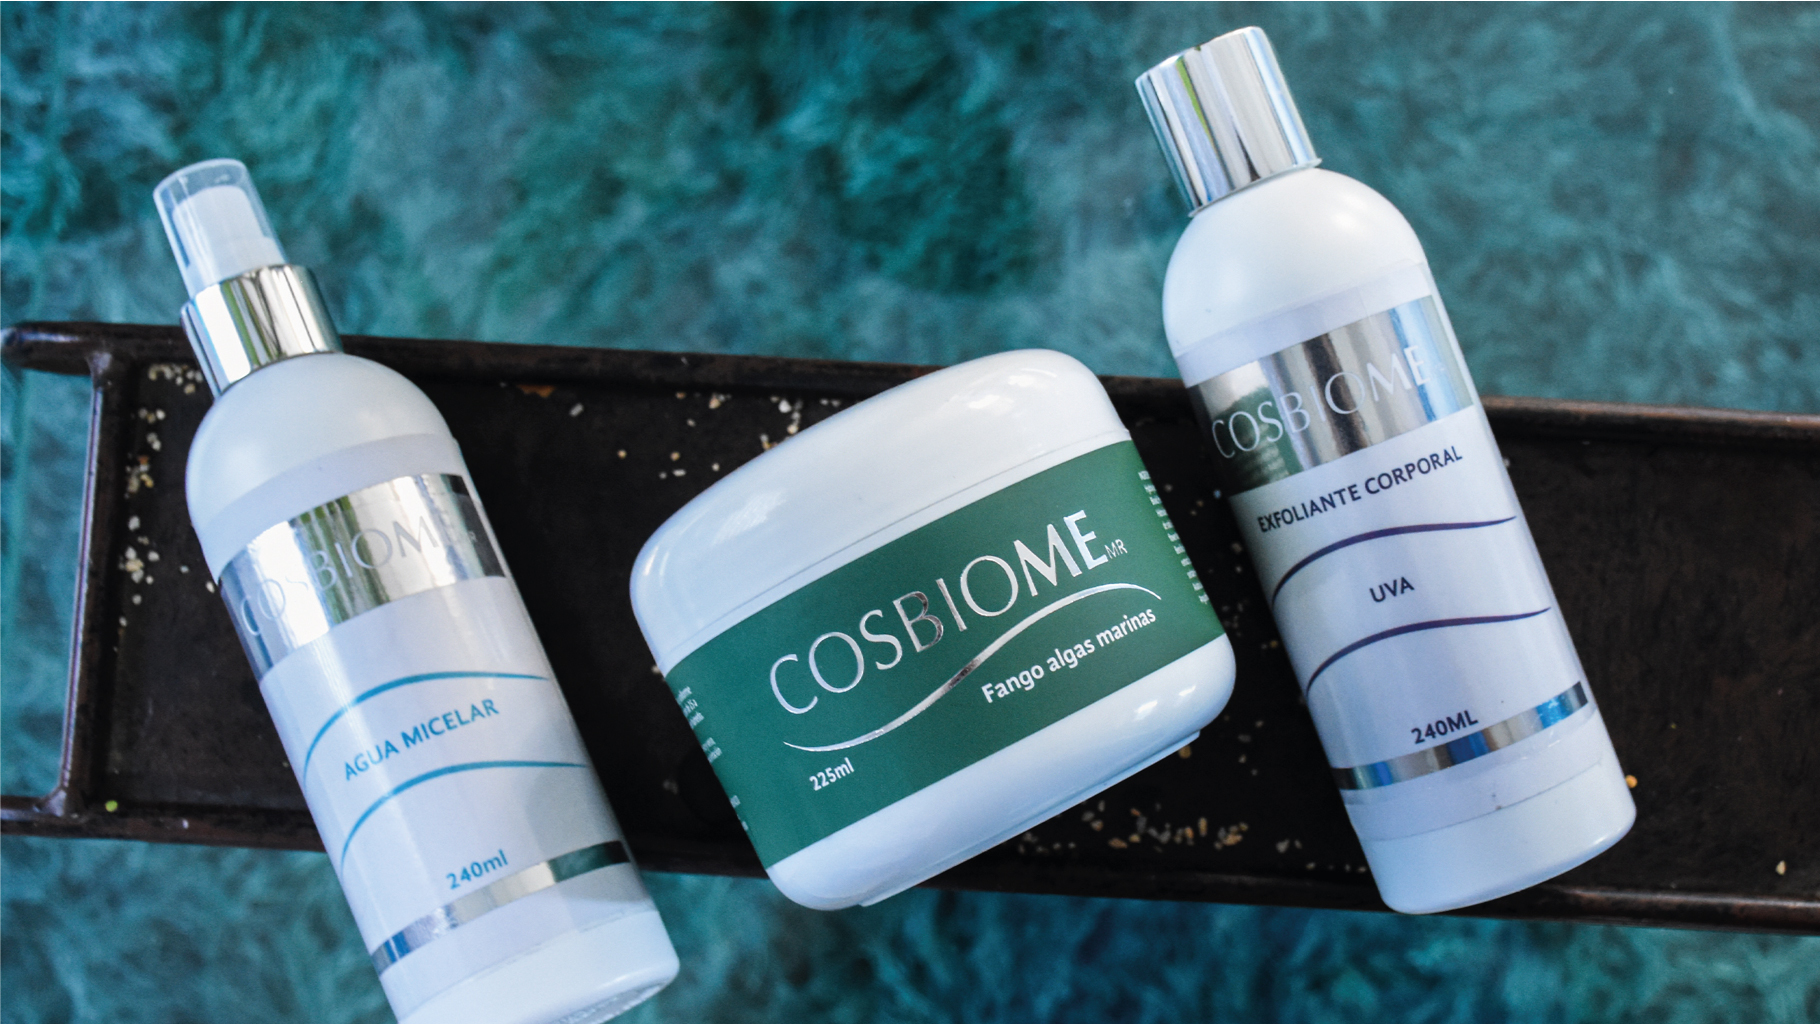 COSBIOME
AGUA MICELAR
240ml
COSBIOME MR
Fango algas marinas
225ml
COSBIOME
EXFOLIANTE CORPORAL
UVA
240ML